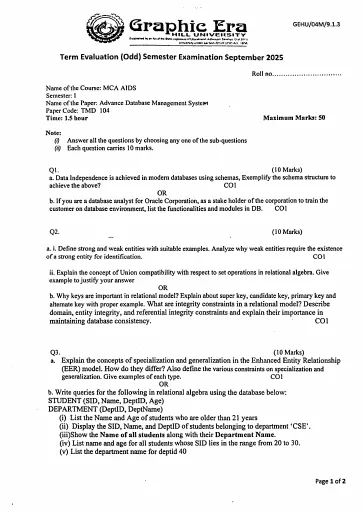 GEHU/04M/9.1.3
Graphic Era
HILL UNIVERSITY
Term Evaluation (Odd) Semester Examination September 2025
Roll no..............................
Name of the Course: MCA AIDS
Semester: I
Name of the Paper: Advance Database Management System
Paper Code: TMD 104
Time: 1.5 hour Maximum Marks: 50
Note:
(i) Answer all the questions by choosing any one of the sub-questions
(ii) Each question carries 10 marks.
Q1. (10 Marks)
a. Data Independence is achieved in modern databases using schemas, Exemplify the schema structure to
achieve the above? CO1
OR
b. If you are a database analyst for Oracle Corporation, as a stake holder of the corporation to train the
customer on database environment, list the functionalities and modules in DB. CO1
Q2. (10 Marks)
a. i. Define strong and weak entities with suitable examples. Analyze why weak entities require the existence
of a strong entity for identification. CO1
ii. Explain the concept of Union compatibility with respect to set operations in relational algebra. Give
example to justify your answer
OR
b. Why keys are important in relational model? Explain about super key, candidate key, primary key and
alternate key with proper example. What are integrity constraints in a relational model? Describe
domain, entity integrity, and referential integrity constraints and explain their importance in
maintaining database consistency. CO1
Q3. (10 Marks)
a. Explain the concepts of specialization and generalization in the Enhanced Entity Relationship
(EER) model. How do they differ? Also define the various constraints on specialization and
generalization. Give examples of each type. CO1
OR
b. Write queries for the following in relational algebra using the database below:
STUDENT (SID, Name, DeptID, Age)
DEPARTMENT (DeptID, DeptName)
(i) List the Name and Age of students who are older than 21 years
(ii) Display the SID, Name, and DeptID of students belonging to department 'CSE'.
(iii)Show the Name of all students along with their Department Name.
(iv) List name and age for all students whose SID lies in the range from 20 to 30.
(v) List the department name for deptid 40
Page 1 of 2